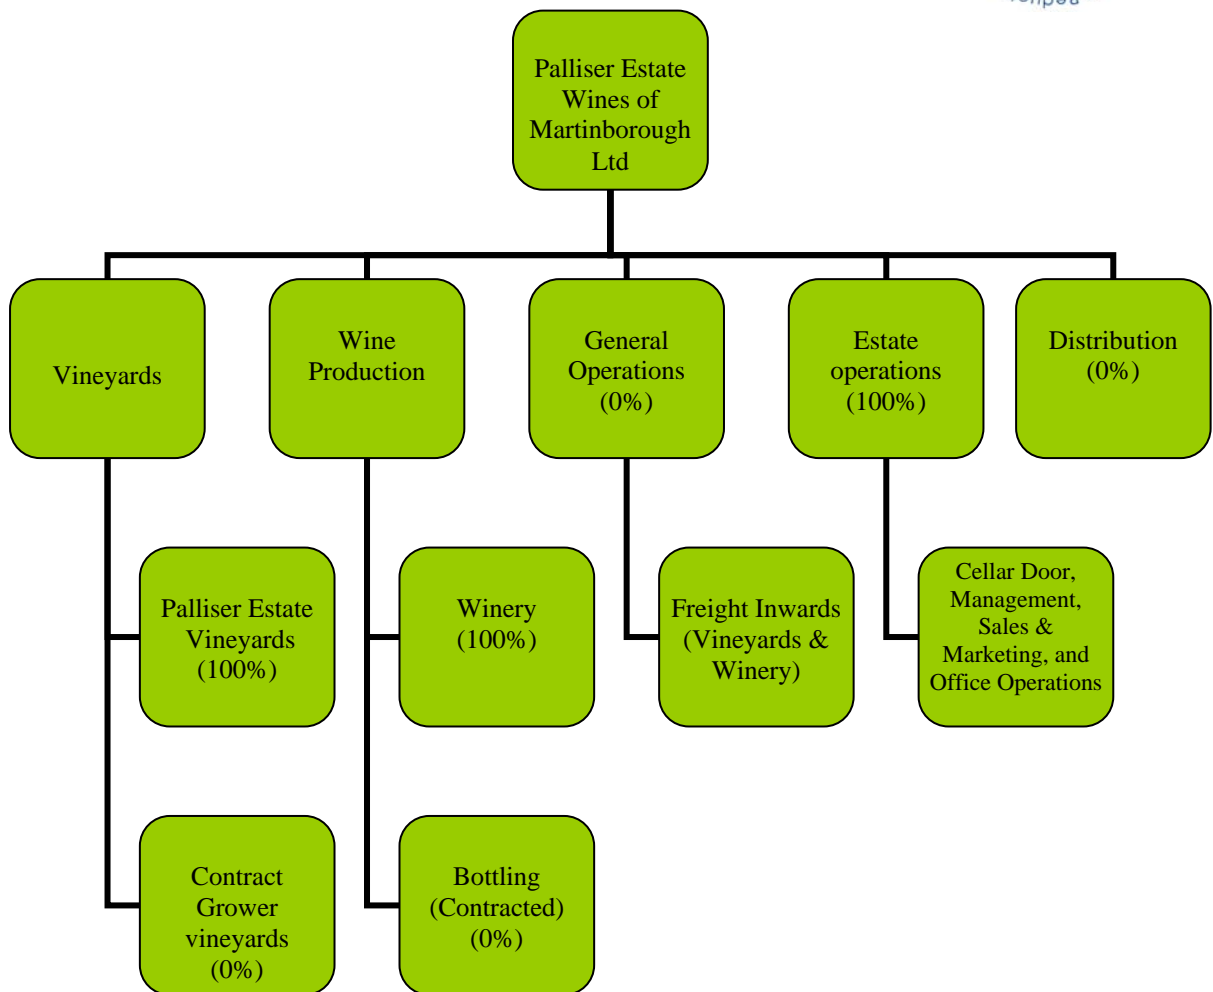 Palliser Estate
Wines of
Martinborough
Ltd
Vineyards
Wine
Production
General
Operations
(0%)
Estate
operations
(100%)
Distribution
(0%)
Palliser Estate
Vineyards
(100%)
Winery
(100%)
Freight Inwards
(Vineyards &
Winery)
Cellar Door,
Management,
Sales &
Marketing, and
Office Operations
Contract
Grower
vineyards
(0%)
Bottling
(Contracted)
(0%)